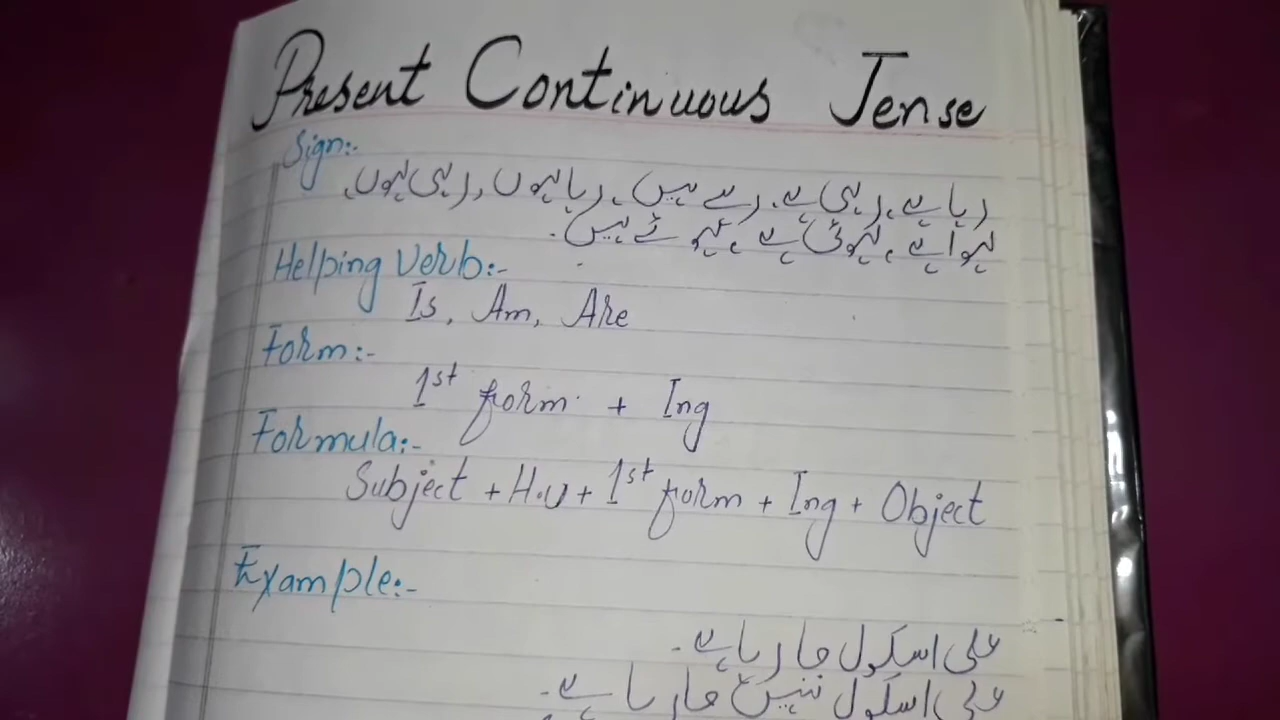 Present Continuous Tense
Sign:-
رہا ہے، رہی ہے، رہے ہیں، رہا ہوں، رہی ہوں،
ہوا ہے، ہوئی ہے، ہوئے ہیں۔
Helping Verb:-
Is, Am, Are
Form:-
1st form + Ing
Formula:-
Subject + H.V + 1st form + Ing + Object
Example:-
علی اسکول جا رہا ہے۔
علی اسکول نہیں جا رہا ہے۔